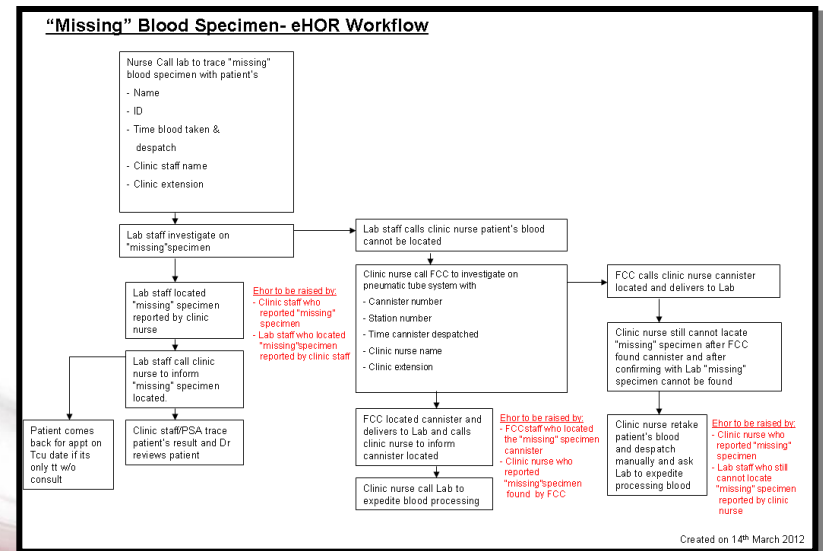 "Missing" Blood Specimen- eHOR Workflow
Nurse Call lab to trace "missing"
blood specimen with patient's
- Name
- ID
- Time blood taken &
despatch
- Clinic staff name
- Clinic extension
Lab staff investigate on
"missing"specimen
Lab staff calls clinic nurse patient's blood
cannot be located
Lab staff located
"missing" specimen
reported by clinic
nurse
Ehor to be raised by:
- Clinic staff who
reported "missing"
specimen
- Lab staff who located
"missing"specimen
reported by clinic staff
Clinic nurse call FCC to investigate on
pneumatic tube system with
- Cannister number
- Station number
- Time cannister despatched
- Clinic nurse name
- Clinic extension
FCC calls clinic nurse cannister
located and delivers to Lab
Lab staff call clinic
nurse to inform
"missing" specimen
located.
Clinic nurse still cannot lacate
"missing" specimen after FCC
found cannister and after
confirming with Lab "missing"
specimen cannot be found
Patient comes
back for appt on
Tcu date if its
only tt w/o
consult
Clinic staff/PSA trace
patient's result and Dr
reviews patient
FCC located cannister and
delivers to Lab and calls
clinic nurse to inform
cannister located
Ehor to be raised by:
- FCCstaff who located
the "missing" specimen
cannister
- Clinic nurse who
reported
"missing"specimen
found by FCC
Clinic nurse retake
patient's blood
and despatch
manually and ask
Lab to expedite
processing blood
Ehor to be raised by:
- Clinic nurse who
reported "missing"
specimen
- Lab staff who still
cannot locate
"missing" specimen
reported by clinic
nurse
Clinic nurse call Lab to
expedite blood processing
Created on 14th March 2012